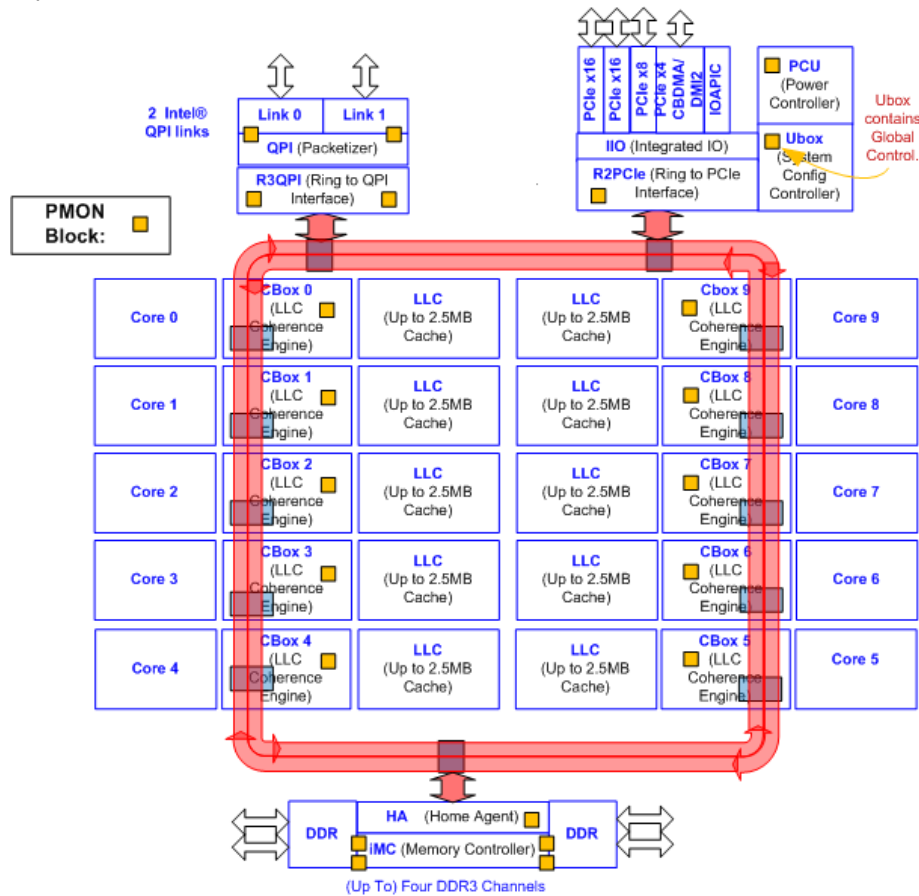 2 Intel®
QPI links
Link 0
Link 1
QPI (Packetizer)
R3QPI (Ring to QPI
Interface)
PCIe x16
PCIe x16
PCIe x8
PCIe x4
CBDMA/
DMI2
IOAPIC
IIO (Integrated IO)
R2PCIe (Ring to PCIe
Interface)
PCU
(Power
Controller)
Ubox
(System
Config
Controller)
Ubox
contains
Global
Control.
PMON
Block:
Core 0
CBox 0
(LLC
Coherence
Engine)
LLC
(Up to 2.5MB
Cache)
LLC
(Up to 2.5MB
Cache)
Cbox 9
(LLC
Coherence
Engine)
Core 9
Core 1
CBox 1
(LLC
Coherence
Engine)
LLC
(Up to 2.5MB
Cache)
LLC
(Up to 2.5MB
Cache)
CBox 8
(LLC
Coherence
Engine)
Core 8
Core 2
CBox 2
(LLC
Coherence
Engine)
LLC
(Up to 2.5MB
Cache)
LLC
(Up to 2.5MB
Cache)
CBox 7
(LLC
Coherence
Engine)
Core 7
Core 3
CBox 3
(LLC
Coherence
Engine)
LLC
(Up to 2.5MB
Cache)
LLC
(Up to 2.5MB
Cache)
CBox 6
(LLC
Coherence
Engine)
Core 6
Core 4
CBox 4
(LLC
Coherence
Engine)
LLC
(Up to 2.5MB
Cache)
LLC
(Up to 2.5MB
Cache)
CBox 5
(LLC
Coherence
Engine)
Core 5
DDR
HA (Home Agent)
iMC (Memory Controller)
DDR
(Up To) Four DDR3 Channels